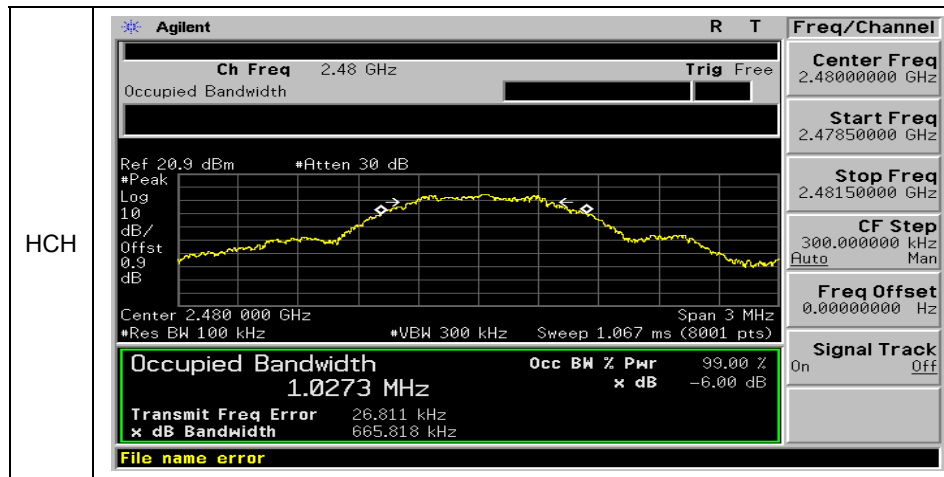 HCH
Agilent R T
Ch Freq 2.48 GHz Trig Free
Occupied Bandwidth
Ref 20.9 dBm #Atten 30 dB
#Peak
Log
10
dB/
Offst
0.9
dB
Center 2.480 000 GHz Span 3 MHz
#Res BW 100 kHz #VBW 300 kHz Sweep 1.067 ms (8001 pts)
Occupied Bandwidth Occ BW % Pwr 99.00 %
1.0273 MHz x dB -6.00 dB
Transmit Freq Error 26.811 kHz
x dB Bandwidth 665.818 kHz
File name error
Freq/Channel
Center Freq
2.48000000 GHz
Start Freq
2.47850000 GHz
Stop Freq
2.48150000 GHz
CF Step
300.000000 kHz
Auto Man
Freq Offset
0.00000000 Hz
Signal Track
On Off